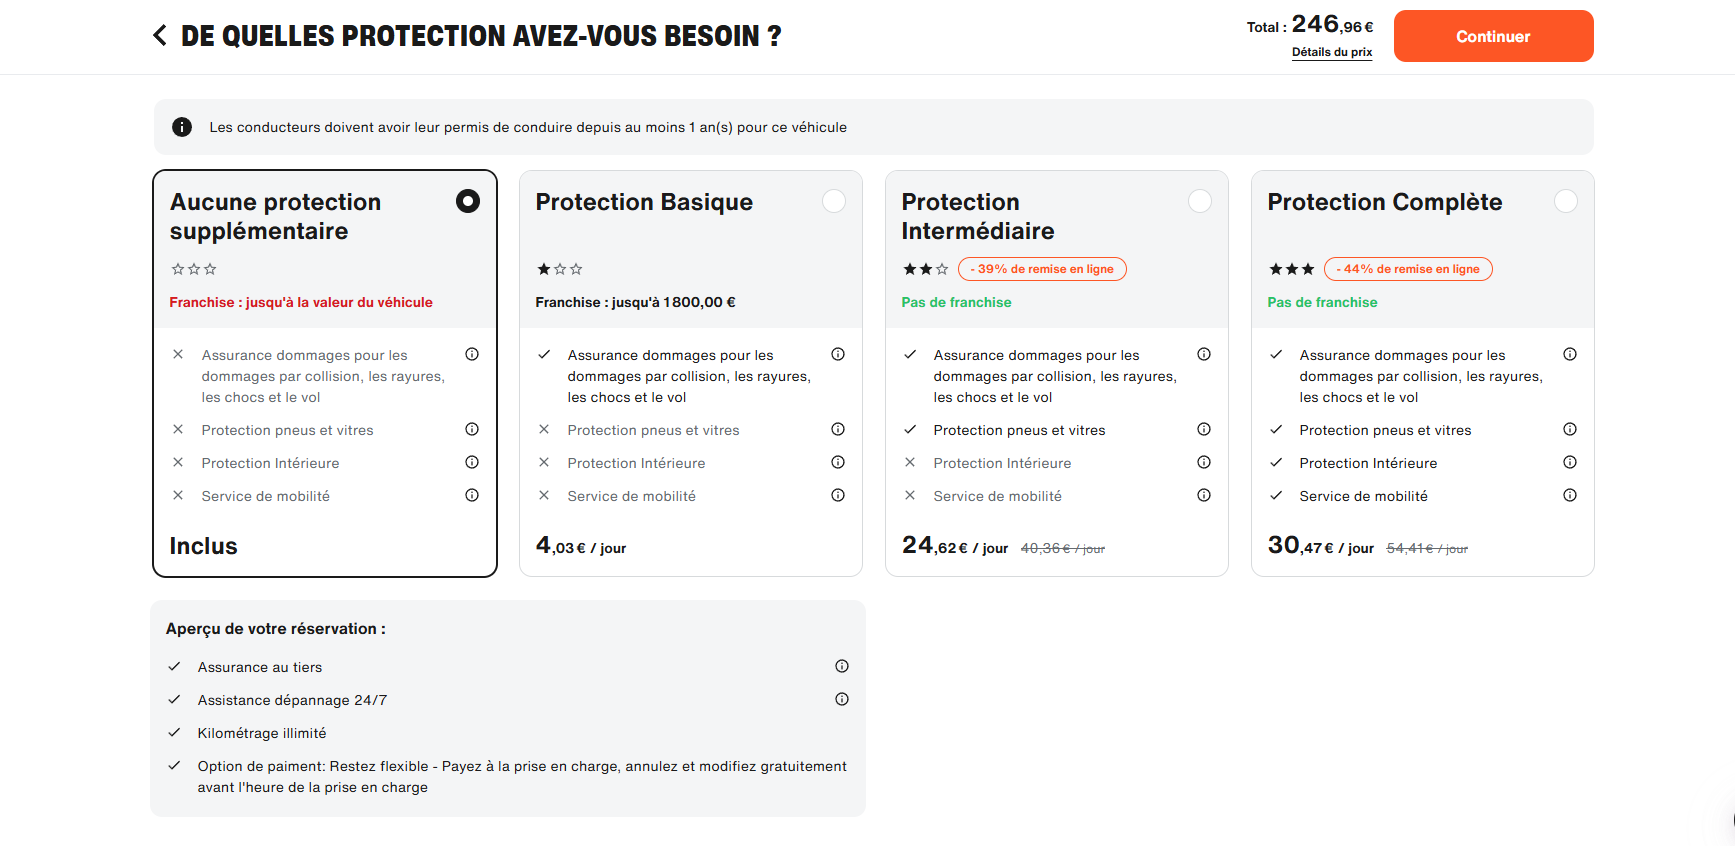 DE QUELLES PROTECTION AVEZ-VOUS BESOIN ?
Total : 246,96 €
Détails du prix
Continuer
Les conducteurs doivent avoir leur permis de conduire depuis au moins 1 an(s) pour ce véhicule
Aucune protection
supplémentaire
Franchise : jusqu'à la valeur du véhicule
Assurance dommages pour les
dommages par collision, les rayures,
les chocs et le vol
Protection pneus et vitres
Protection Intérieure
Service de mobilité
Inclus
Protection Basique
Franchise : jusqu'à 1 800,00 €
Assurance dommages pour les
dommages par collision, les rayures,
les chocs et le vol
Protection pneus et vitres
Protection Intérieure
Service de mobilité
4,03 € / jour
Protection
Intermédiaire
- 39% de remise en ligne
Pas de franchise
Assurance dommages pour les
dommages par collision, les rayures,
les chocs et le vol
Protection pneus et vitres
Protection Intérieure
Service de mobilité
24,62 € / jour 40,36 € / jour
Protection Complète
- 44% de remise en ligne
Pas de franchise
Assurance dommages pour les
dommages par collision, les rayures,
les chocs et le vol
Protection pneus et vitres
Protection Intérieure
Service de mobilité
30,47 € / jour 54,41 € / jour
Aperçu de votre réservation :
Assurance au tiers
Assistance dépannage 24/7
Kilométrage illimité
Option de paiment: Restez flexible - Payez à la prise en charge, annulez et modifiez gratuitement
avant l'heure de la prise en charge